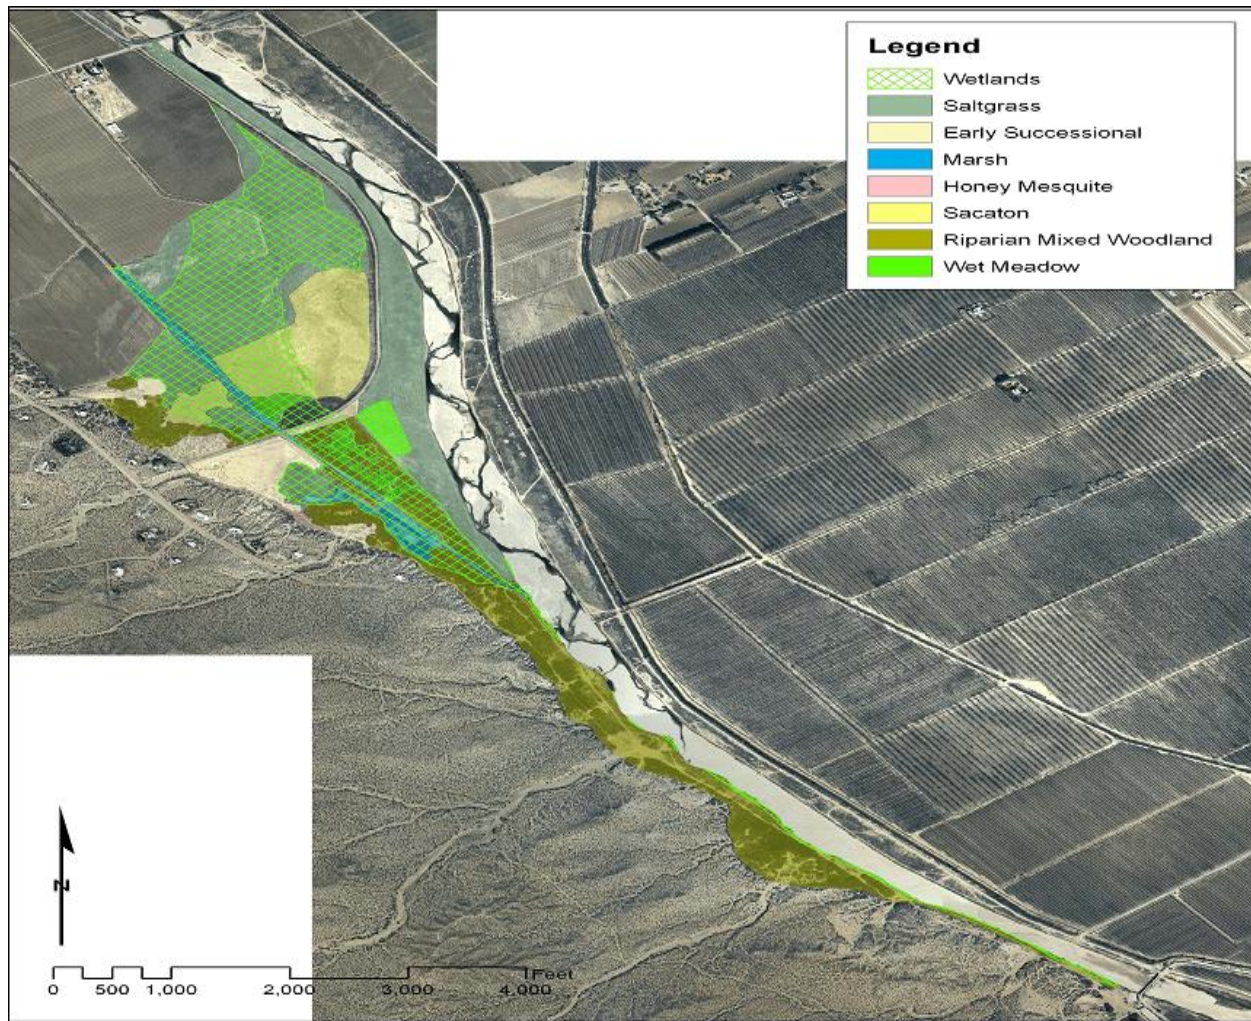 Legend
Wetlands
Saltgrass
Early Successional
Marsh
Honey Mesquite
Sacaton
Riparian Mixed Woodland
Wet Meadow
N
Feet
0 500 1,000 2,000 3,000 4,000